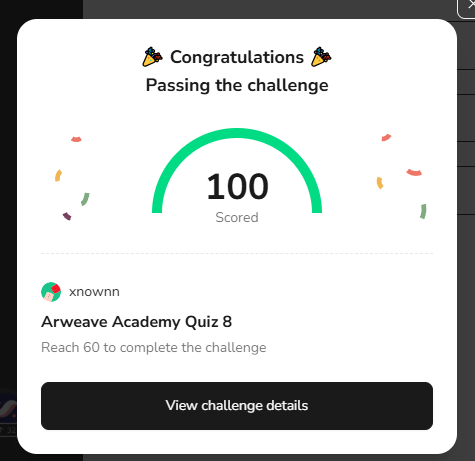 🎉 Congratulations 🎉
Passing the challenge
100
Scored
xnownn
Arweave Academy Quiz 8
Reach 60 to complete the challenge
View challenge details